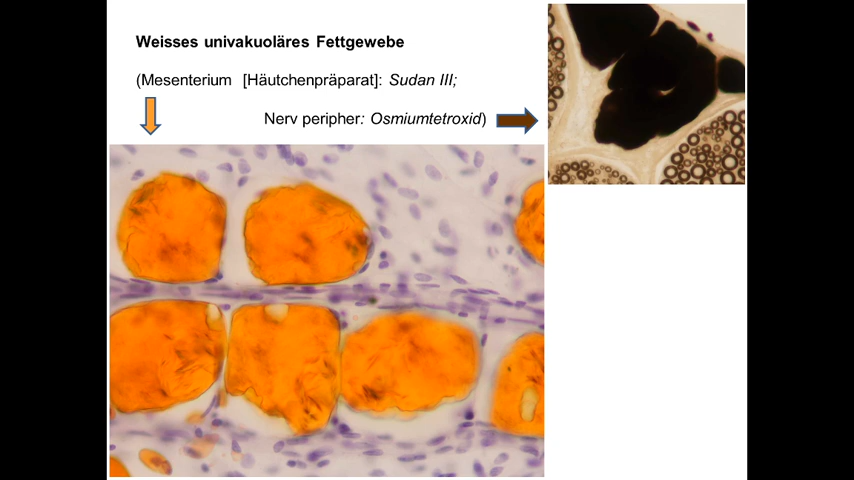 Weisses univakuoläres Fettgewebe
(Mesenterium [Häutchenpräparat]: Sudan III;
Nerv peripher: Osmiumtetroxid)